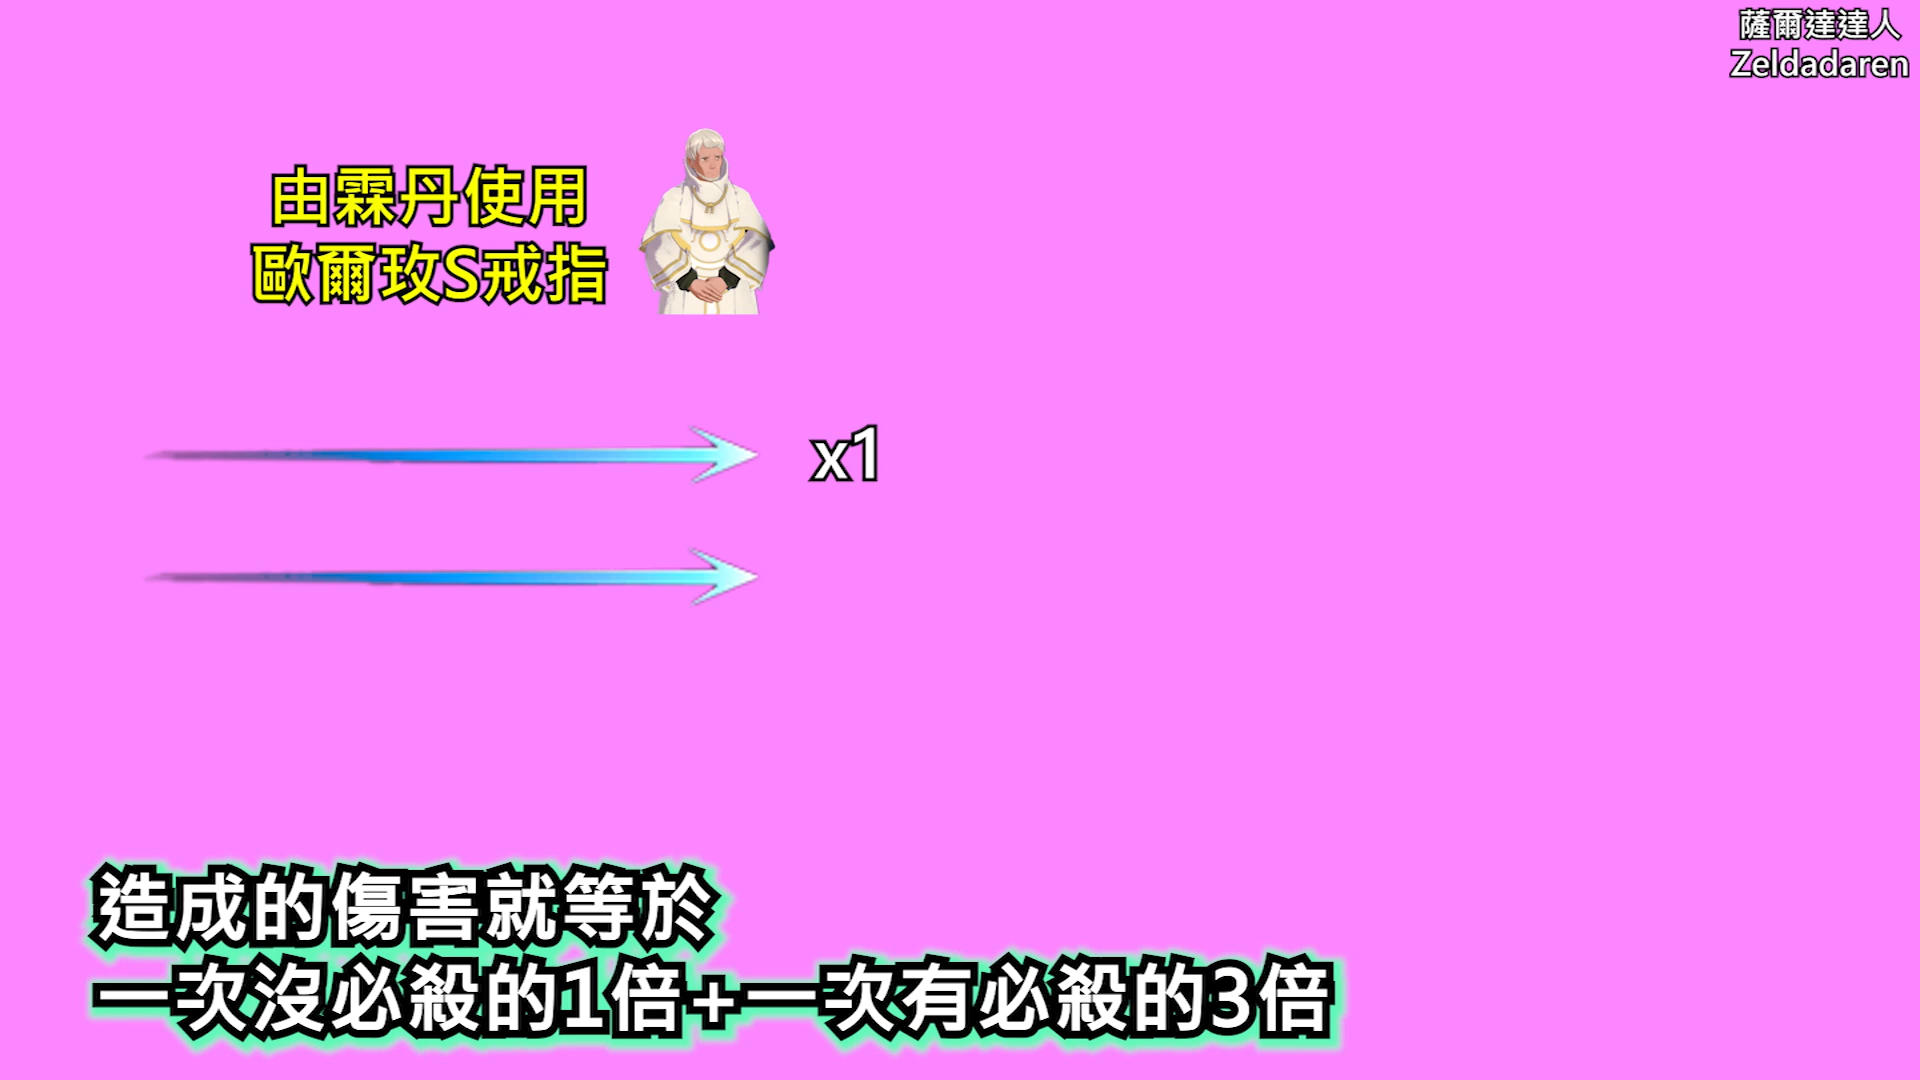 薩爾達達人
Zeldadaren
由霖丹使用
歐爾玫S戒指
x1
造成的傷害就等於
一次沒必殺的1倍+一次有必殺的3倍